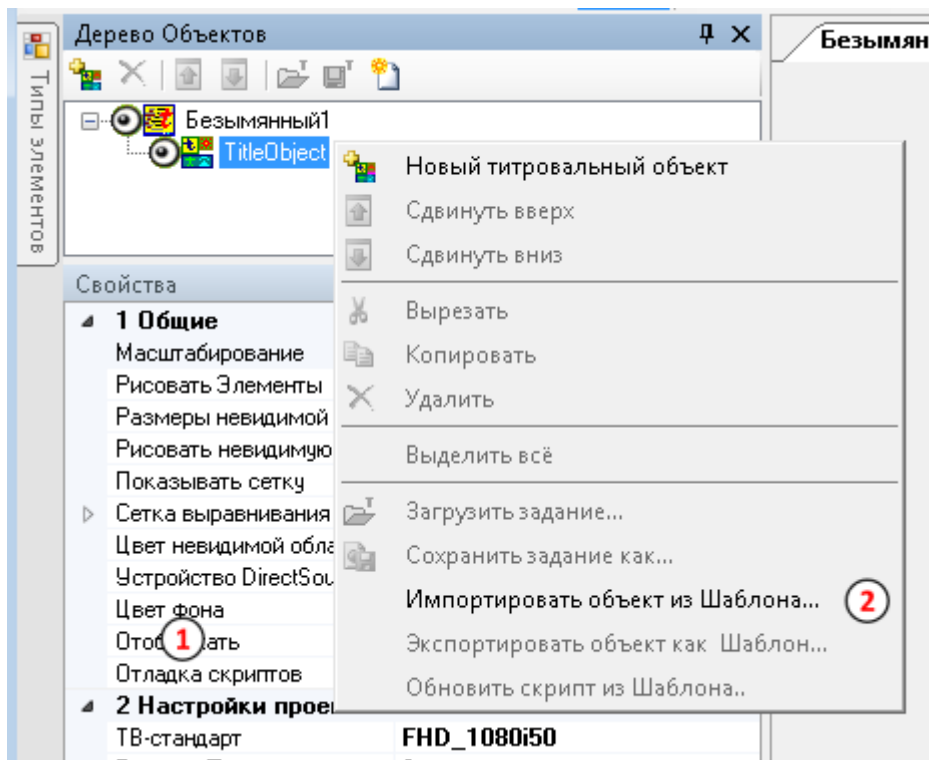 Дерево Объектов
Безымян
Типы элементов
Безымянный1
TitleObject
Новый титровальный объект
Сдвинуть вверх
Сдвинуть вниз
Вырезать
Копировать
Удалить
Выделить всё
Загрузить задание...
Сохранить задание как...
Импортировать объект из Шаблона... 2
Экспортировать объект как Шаблон...
Обновить скрипт из Шаблона..
Свойства
1 Общие
Масштабирование
Рисовать Элементы
Размеры невидимой
Рисовать невидимую
Показывать сетку
Сетка выравнивания
Цвет невидимой обла
Устройство DirectSou
Цвет фона
1
Отладка скриптов
2 Настройки прое
ТВ-стандарт FHD_1080i50